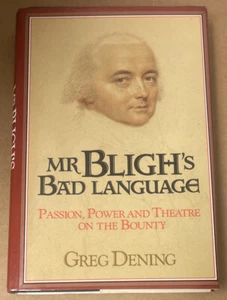 MR BLIGH'S
BAD LANGUAGE
PASSION, POWER AND THEATRE
ON THE BOUNTY
GREG DENING